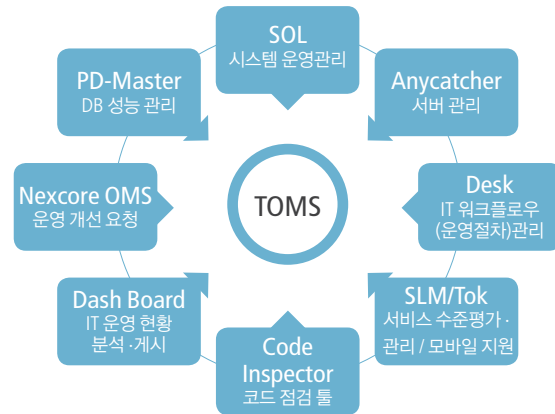 SOL
시스템 운영관리
Anycatcher
서버 관리
Desk
IT 워크플로우
(운영절차)관리
SLM/Tok
서비스 수준평가 ·
관리 / 모바일 지원
Code
Inspector
코드 점검 툴
Dash Board
IT 운영 현황
분석 ·게시
Nexcore OMS
운영 개선 요청
PD-Master
DB 성능 관리
TOMS